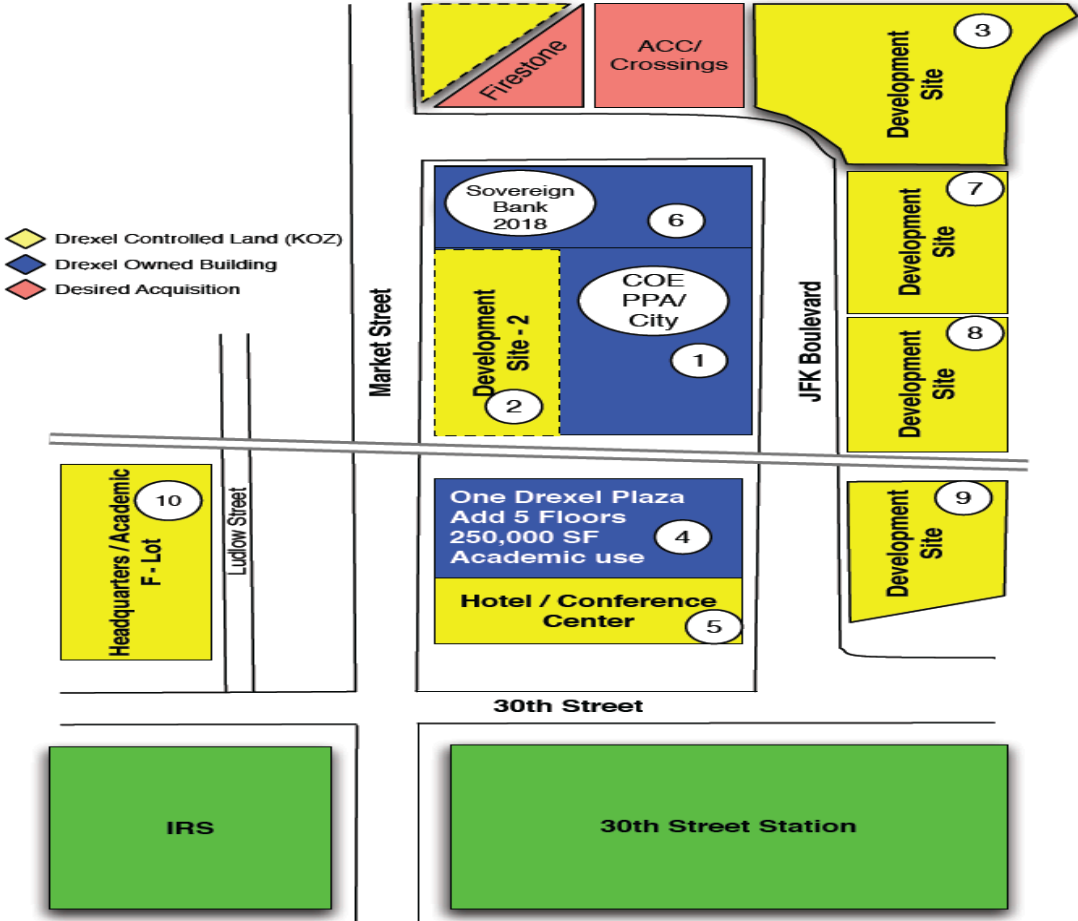 Firestone
ACC/
Crossings
Development
Site
3
Sovereign
Bank
2018
6
Development
Site
7
Drexel Controlled Land (KOZ)
Drexel Owned Building
Desired Acquisition
Market Street
Development
Site - 2
2
COE
PPA/
City
1
JFK Boulevard
Development
Site
8
Headquarters / Academic
F - Lot
10
Ludlow Street
One Drexel Plaza
Add 5 Floors
250,000 SF
Academic use
4
Development
Site
9
Hotel / Conference
Center
5
30th Street
IRS
30th Street Station